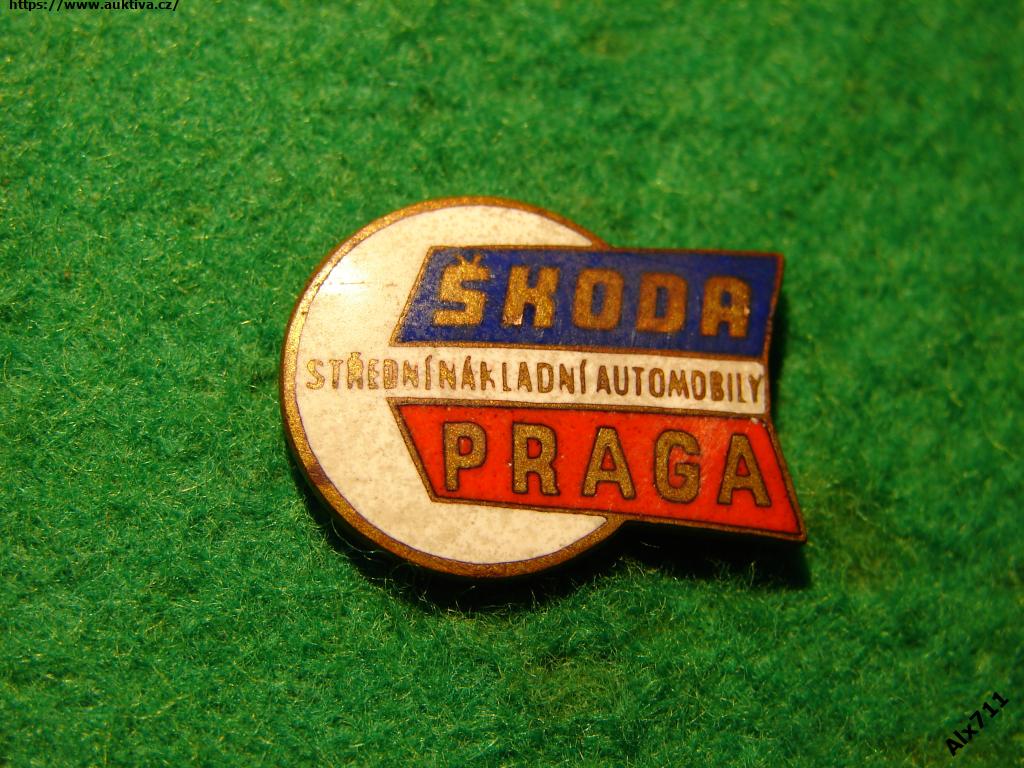 https://www.auktiva.cz/
ŠKODA
STŘEDNÍ NÁKLADNÍ AUTOMOBILY
PRAGA
Alx711